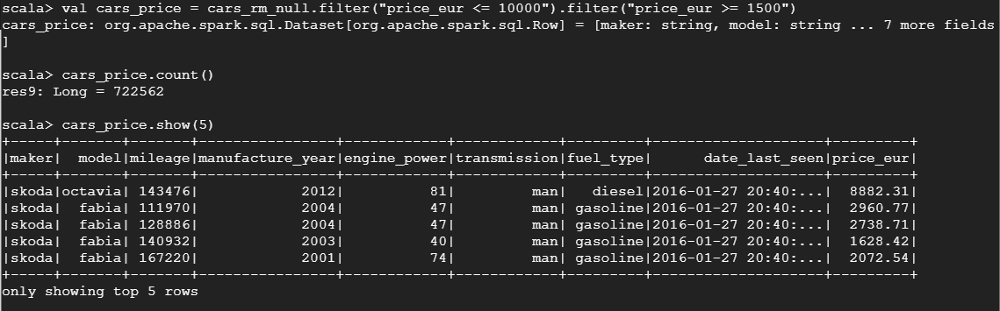 scala> val cars_price = cars_rm_null.filter("price_eur <= 10000").filter("price_eur >= 1500")
cars_price: org.apache.spark.sql.Dataset[org.apache.spark.sql.Row] = [maker: string, model: string ... 7 more fields
]
scala> cars_price.count()
res9: Long = 722562
scala> cars_price.show(5)
+-----+-------+-------+----------------+------------+------------+---------+--------------------+---------+
|maker|  model|mileage|manufacture_year|engine_power|transmission|fuel_type|      date_last_seen|price_eur|
+-----+-------+-------+----------------+------------+------------+---------+--------------------+---------+
|skoda|octavia| 143476|            2012|          81|         man|   diesel|2016-01-27 20:40:...|  8882.31|
|skoda|  fabia| 111970|            2004|          47|         man| gasoline|2016-01-27 20:40:...|  2960.77|
|skoda|  fabia| 128886|            2004|          47|         man| gasoline|2016-01-27 20:40:...|  2738.71|
|skoda|  fabia| 140932|            2003|          40|         man| gasoline|2016-01-27 20:40:...|  1628.42|
|skoda|  fabia| 167220|            2001|          74|         man| gasoline|2016-01-27 20:40:...|  2072.54|
+-----+-------+-------+----------------+------------+------------+---------+--------------------+---------+
only showing top 5 rows